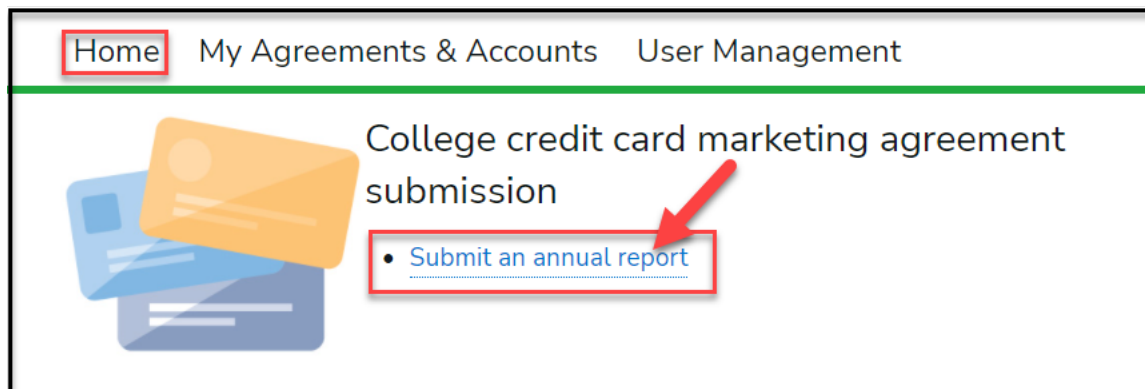 Home My Agreements & Accounts User Management
College credit card marketing agreement
submission
• Submit an annual report